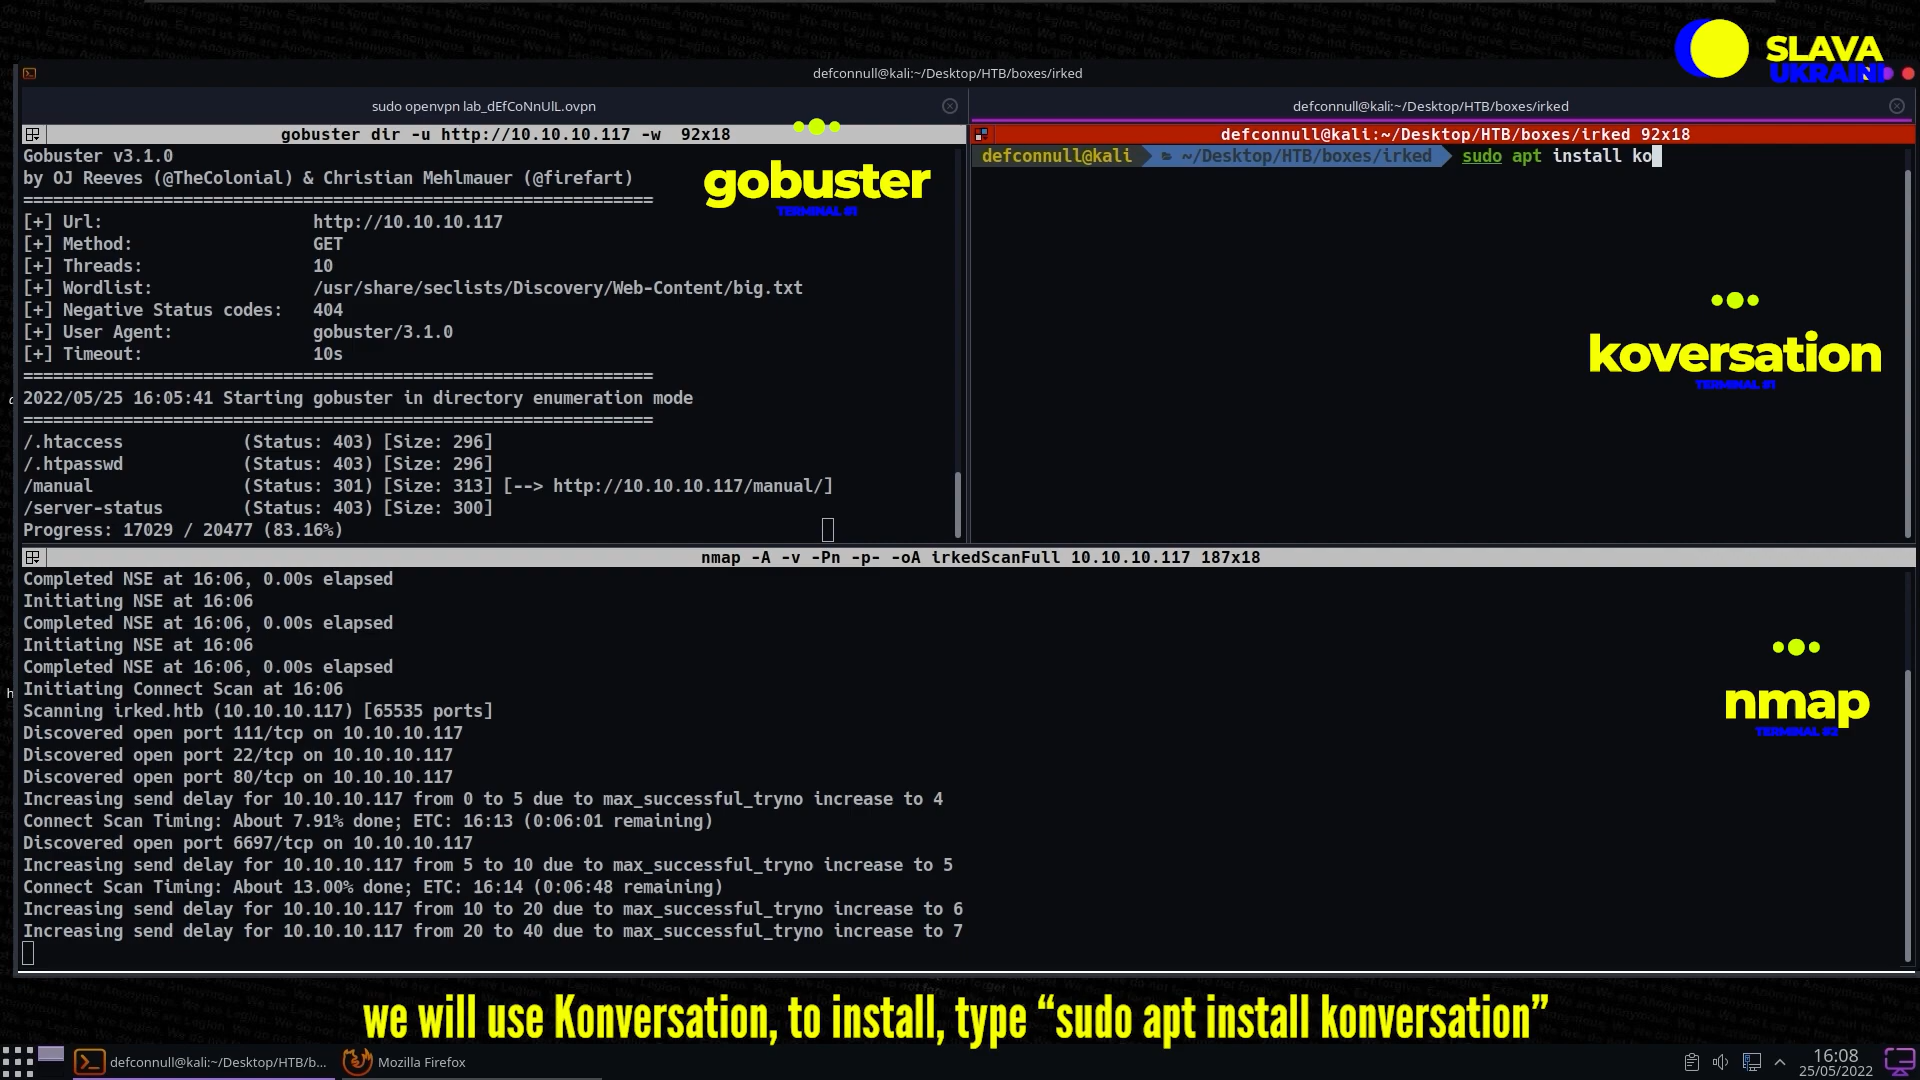 SLAVA
UKRAINI
defconnull@kali:~/Desktop/HTB/boxes/irked
sudo openvpn lab_dEfCoNnUlL.ovpn
defconnull@kali:~/Desktop/HTB/boxes/irked
gobuster dir -u http://10.10.10.117 -w  92x18
Gobuster v3.1.0
by OJ Reeves (@TheColonial) & Christian Mehlmauer (@firefart)
===============================================================
[+] Url:                 http://10.10.10.117
[+] Method:              GET
[+] Threads:             10
[+] Wordlist:            /usr/share/seclists/Discovery/Web-Content/big.txt
[+] Negative Status codes:   404
[+] User Agent:          gobuster/3.1.0
[+] Timeout:             10s
===============================================================
2022/05/25 16:05:41 Starting gobuster in directory enumeration mode
===============================================================
/.htaccess            (Status: 403) [Size: 296]
/.htpasswd            (Status: 403) [Size: 296]
/manual               (Status: 301) [Size: 313] [--> http://10.10.10.117/manual/]
/server-status        (Status: 403) [Size: 300]
Progress: 17029 / 20477 (83.16%)
gobuster
TERMINAL #1
defconnull@kali:~/Desktop/HTB/boxes/irked 92x18
defconnull@kali ~/Desktop/HTB/boxes/irked sudo apt install ko
koversation
TERMINAL #1
nmap -A -v -Pn -p- -oA irkedScanFull 10.10.10.117 187x18
Completed NSE at 16:06, 0.00s elapsed
Initiating NSE at 16:06
Completed NSE at 16:06, 0.00s elapsed
Initiating NSE at 16:06
Completed NSE at 16:06, 0.00s elapsed
Initiating Connect Scan at 16:06
Scanning irked.htb (10.10.10.117) [65535 ports]
Discovered open port 111/tcp on 10.10.10.117
Discovered open port 22/tcp on 10.10.10.117
Discovered open port 80/tcp on 10.10.10.117
Increasing send delay for 10.10.10.117 from 0 to 5 due to max_successful_tryno increase to 4
Connect Scan Timing: About 7.91% done; ETC: 16:13 (0:06:01 remaining)
Discovered open port 6697/tcp on 10.10.10.117
Increasing send delay for 10.10.10.117 from 5 to 10 due to max_successful_tryno increase to 5
Connect Scan Timing: About 13.00% done; ETC: 16:14 (0:06:48 remaining)
Increasing send delay for 10.10.10.117 from 10 to 20 due to max_successful_tryno increase to 6
Increasing send delay for 10.10.10.117 from 20 to 40 due to max_successful_tryno increase to 7
nmap
TERMINAL #2
we will use Konversation, to install, type “sudo apt install konversation”
defconnull@kali:~/Desktop/HTB/b...
Mozilla Firefox
16:08
25/05/2022